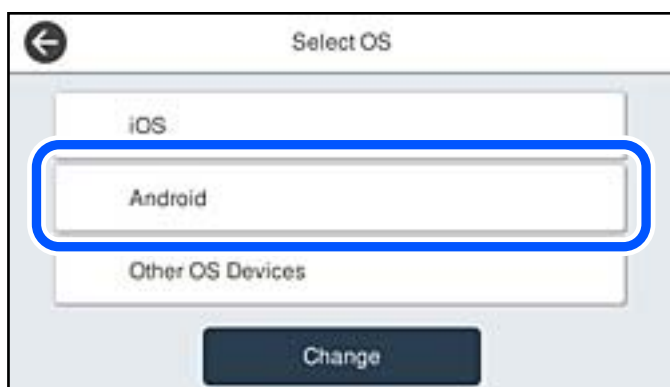 Select OS
iOS
Android
Other OS Devices
Change